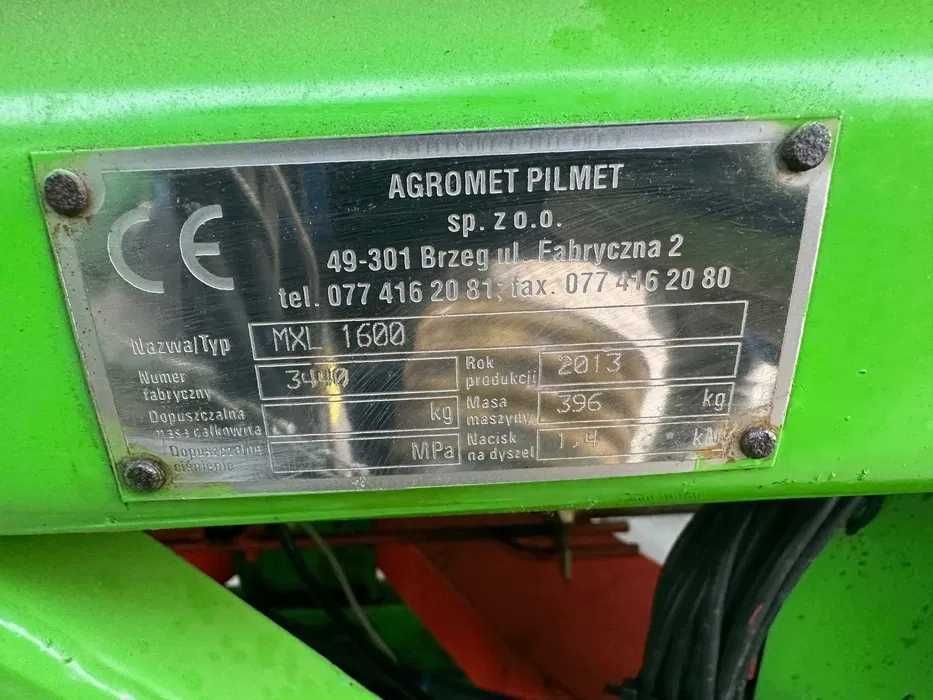 CE
AGROMET PILMET
sp. z o.o.
49-301 Brzeg ul. Fabryczna 2
tel. 077 416 20 81, fax. 077 416 20 80
Nazwa/Typ MXL 1600
Numer fabryczny 3440
Rok produkcji 2013
Dopuszczalna masa całkowita kg
Masa maszyny 396 kg
Dopuszczalne ciśnienie MPa
Nacisk na dyszel 1,4 kN